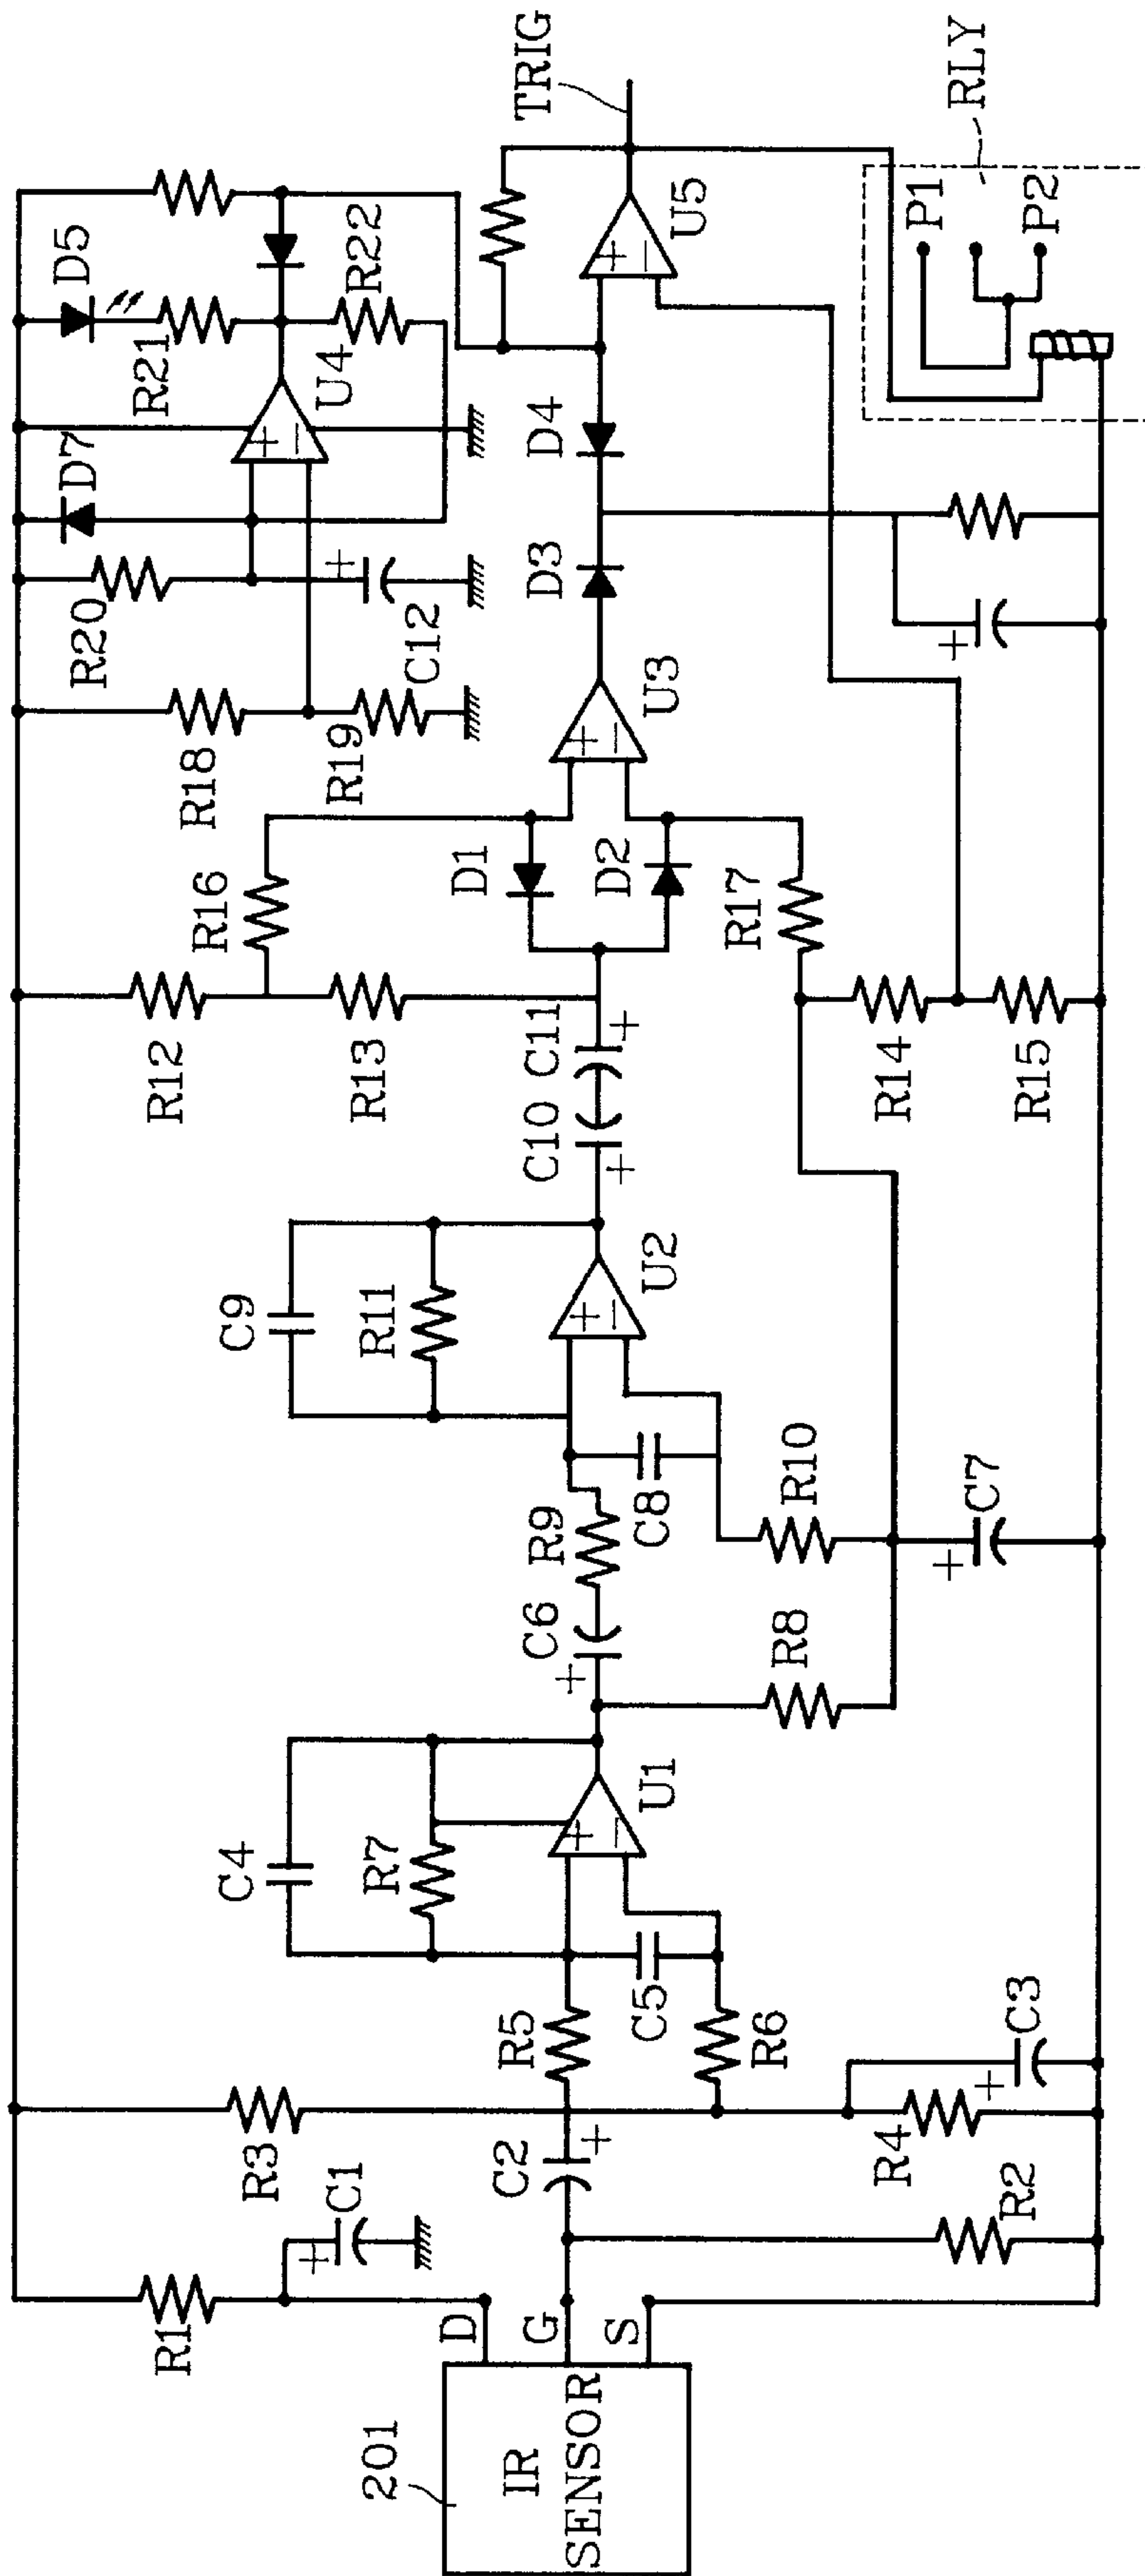 201
IR
SENSOR
D
G
S
R1
C1
R2
R3
C2
R4
C3
R5
C5
R6
C4
R7
U1
+
−
C6
R8
R9
C8
R10
C7
C9
R11
U2
+
−
C10
C11
R12
R13
R14
R15
R16
D1
D2
R17
U3
+
−
R18
R19
R20
C12
D7
U4
+
−
D5
R21
R22
D3
D4
U5
+
−
TRIG
RLY
P1
P2